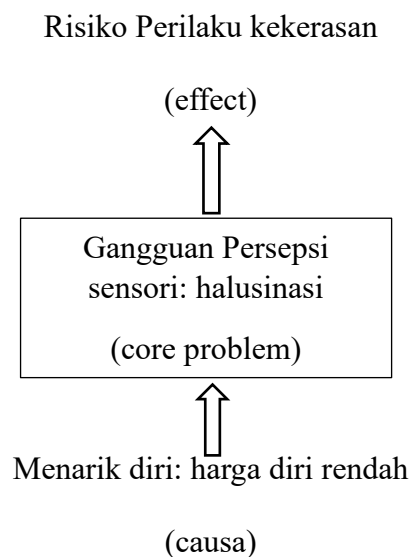 Risiko Perilaku kekerasan
(effect)
Gangguan Persepsi
sensori: halusinasi
(core problem)
Menarik diri: harga diri rendah
(causa)